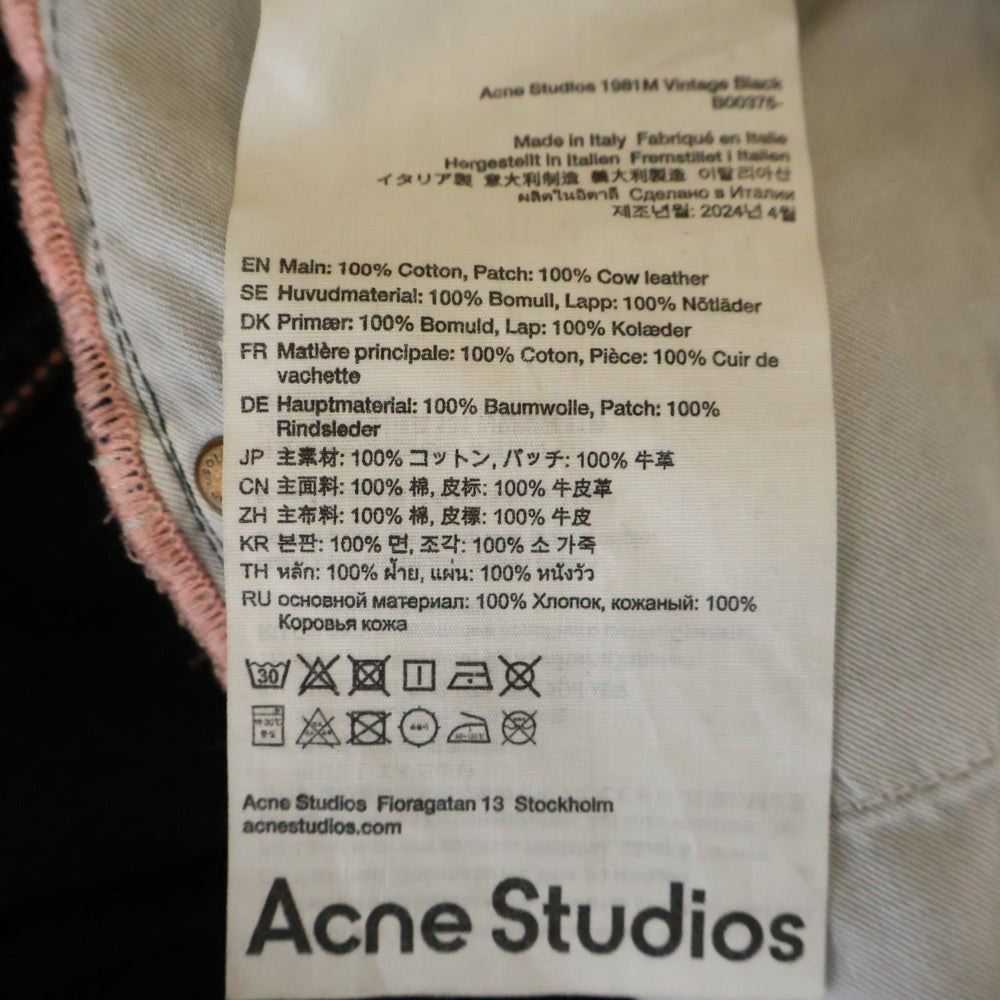 Acne Studios 1981M Vintage Black
B00375-
Made in Italy Fabriqué en Italie
Hergestellt in Italien Fremstillet i Italien
イタリア製 意大利制造 義大利製造 이탈리아산
ผลิตในอิตาลี Сделано в Италии
제조년월: 2024년 4월
EN Main: 100% Cotton, Patch: 100% Cow leather
SE Huvudmaterial: 100% Bomull, Lapp: 100% Nötläder
DK Primær: 100% Bomuld, Lap: 100% Kolæder
FR Matière principale: 100% Coton, Pièce: 100% Cuir de
vachette
DE Hauptmaterial: 100% Baumwolle, Patch: 100%
Rindsleder
JP 主素材: 100% コットン, パッチ: 100% 牛革
CN 主面料: 100% 棉, 皮标: 100% 牛皮革
ZH 主布料: 100% 棉, 皮標: 100% 牛皮
KR 본판: 100% 면, 조각: 100% 소 가죽
TH หลัก: 100% ฝ้าย, แผ่น: 100% หนังวัว
RU основной материал: 100% Хлопок, кожаный: 100%
Коровья кожа
30
Acne Studios Floragatan 13 Stockholm
acnestudios.com
Acne Studios